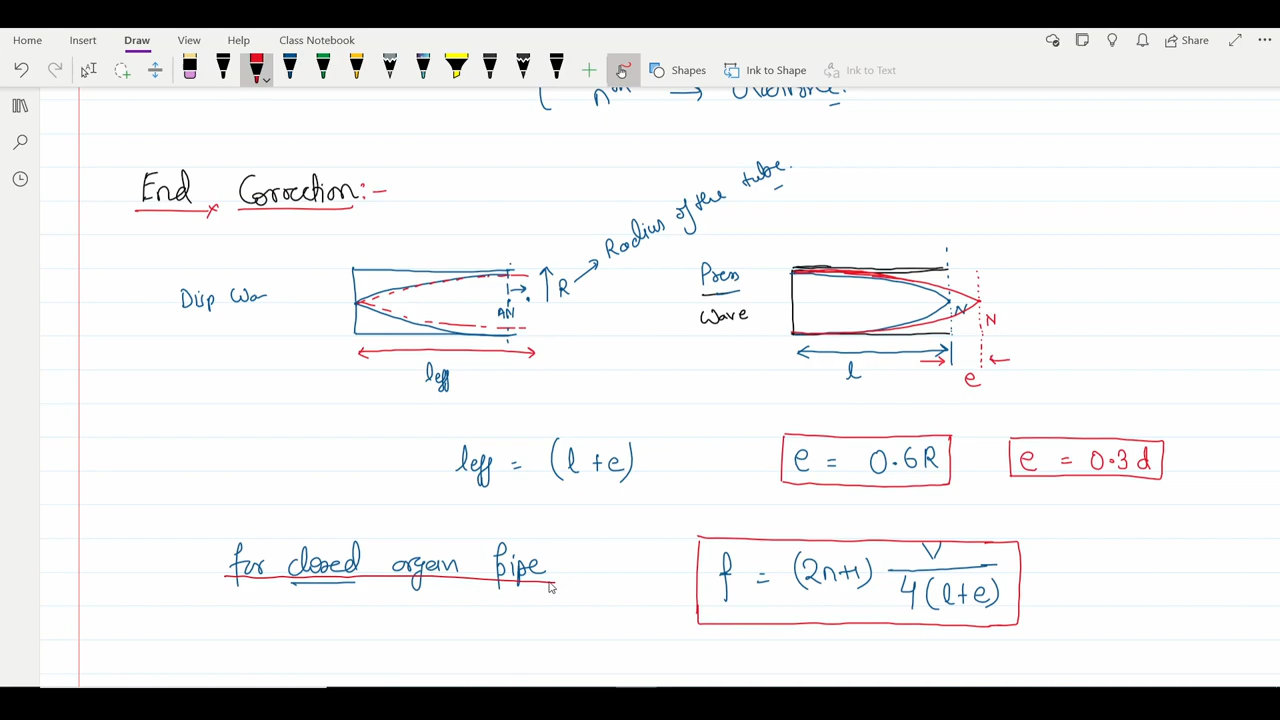 Home Insert Draw View Help Class Notebook Share
Shapes Ink to Shape Ink to Text
End Correction:-
Radius of the tube.
R
Disp Wa
AN
leff
Press
Wave
N
N
l
e
leff = (l + e)
e = 0.6R
e = 0.3d
for closed organ pipe
f = (2n+1) V / 4(l+e)